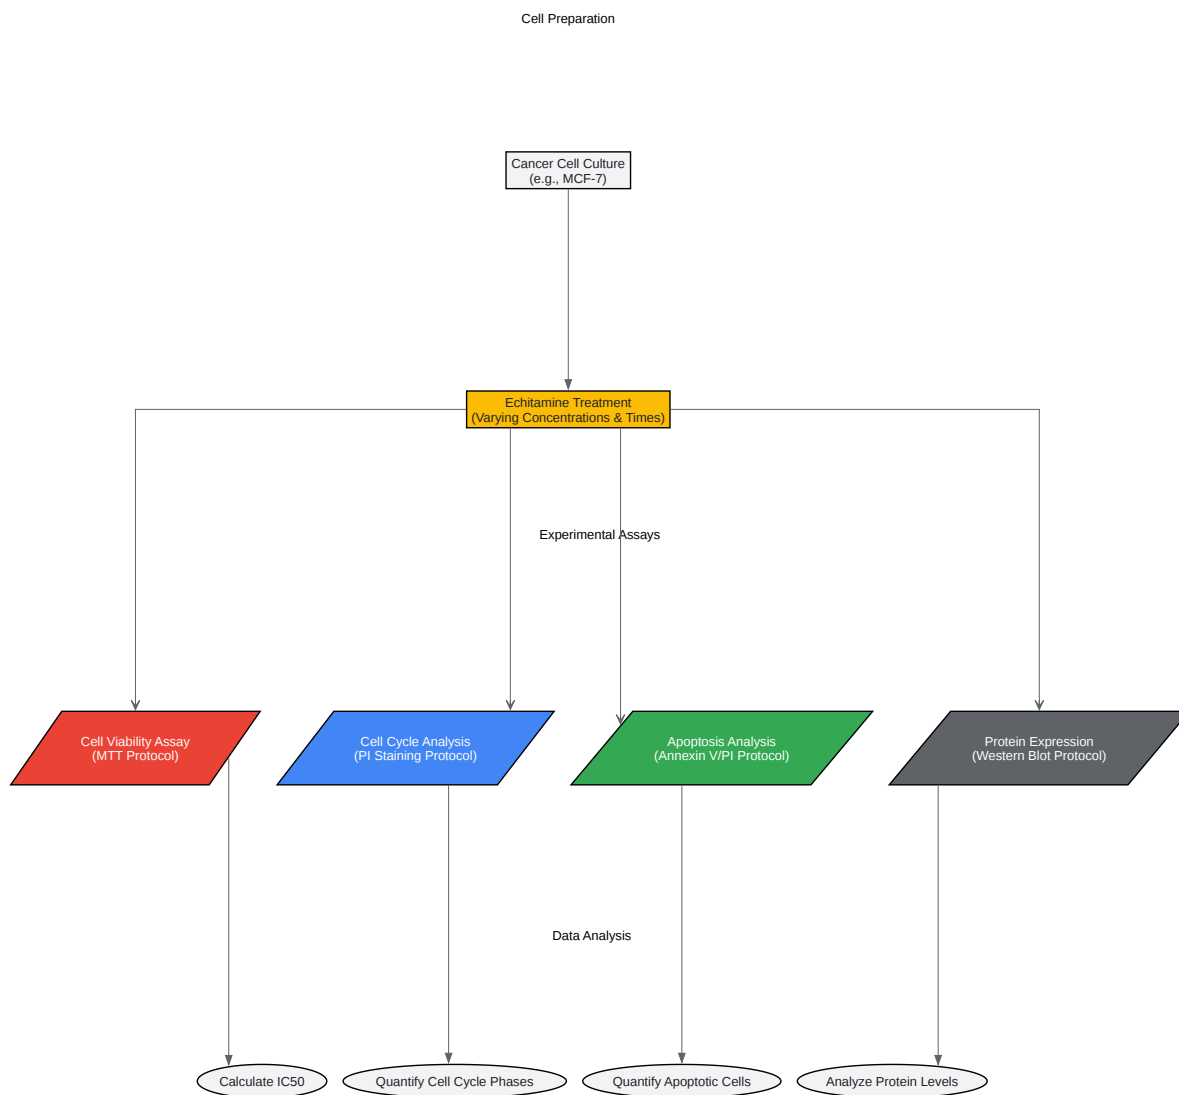 Cell Preparation
Cancer Cell Culture
(e.g., MCF-7)
Echitamine Treatment
(Varying Concentrations & Times)
Experimental Assays
Cell Viability Assay
(MTT Protocol)
Cell Cycle Analysis
(PI Staining Protocol)
Apoptosis Analysis
(Annexin V/PI Protocol)
Protein Expression
(Western Blot Protocol)
Data Analysis
Calculate IC50
Quantify Cell Cycle Phases
Quantify Apoptotic Cells
Analyze Protein Levels